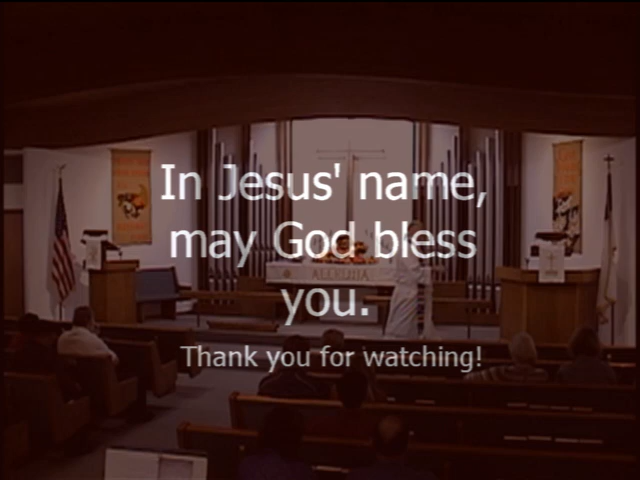 In Jesus' name,
may God bless
you.
Thank you for watching!
ALLELUIA